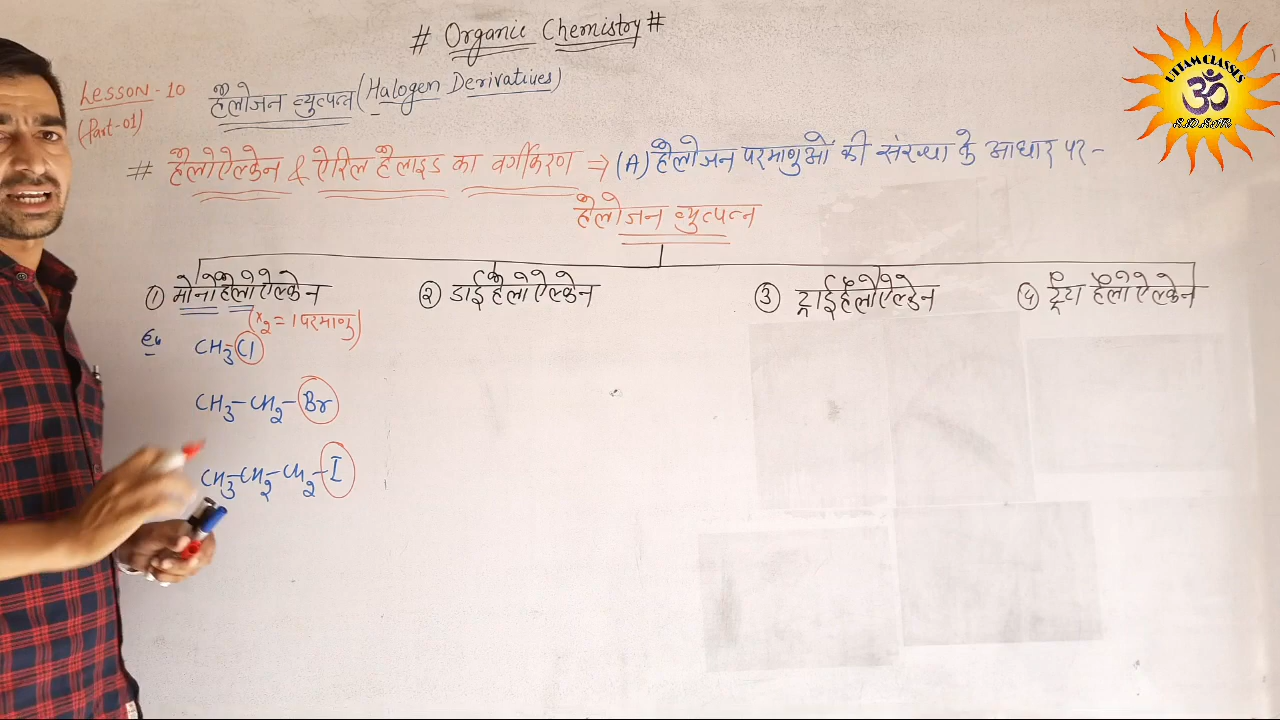 # Organic Chemistry #
Lesson - 10
(Part-01)
हैलोजन व्युत्पन्न (Halogen Derivatives)
# हैलोऐल्केन & ऐरिल हैलाइड का वर्गीकरण ⇒ (A) हैलोजन परमाणुओं की संख्या के आधार पर -
हैलोजन व्युत्पन्न
① मोनो हैलोऐल्केन ② डाई हैलो ऐल्केन ③ ट्राईहैलोऐल्केन ④ ट्रेटा हैलो ऐल्केन
(X₂ = 1 परमाणु)
CH₃-Cl
CH₃-CH₂-Br
CH₃-CH₂-CH₂-I
UTTAM CLASSES
ॐ